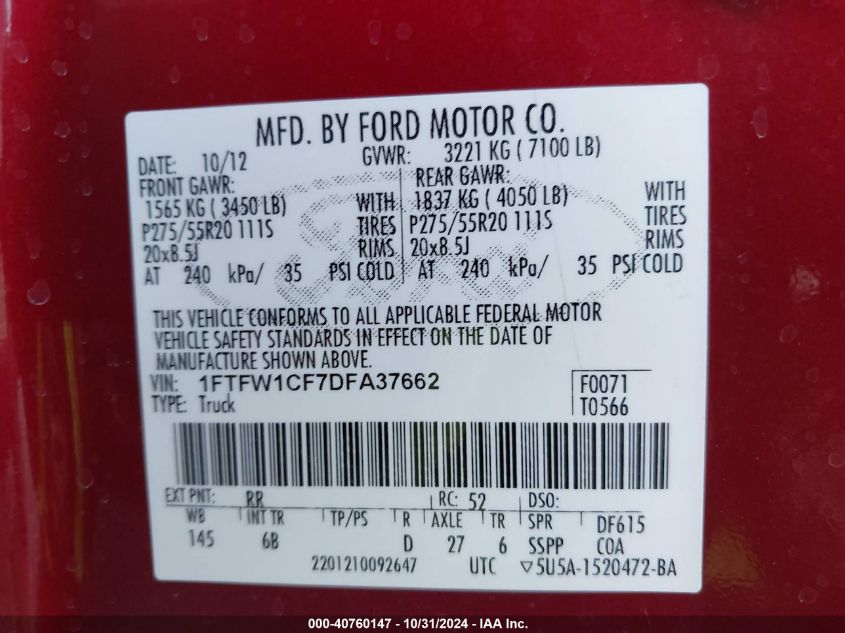 MFD. BY FORD MOTOR CO.
DATE: 10/12 GVWR: 3221 KG ( 7100 LB)
FRONT GAWR: REAR GAWR:
1565 KG ( 3450 LB) WITH 1837 KG ( 4050 LB) WITH
P275/55R20 111S TIRES P275/55R20 111S TIRES
20x8.5J RIMS 20x8.5J RIMS
AT 240 kPa/ 35 PSI COLD AT 240 kPa/ 35 PSI COLD
THIS VEHICLE CONFORMS TO ALL APPLICABLE FEDERAL MOTOR
VEHICLE SAFETY STANDARDS IN EFFECT ON THE DATE OF
MANUFACTURE SHOWN ABOVE.
VIN: 1FTFW1CF7DFA37662 F0071
TYPE: Truck T0566
EXT PNT: RR RC: 52 DSO:
WB INT TR TP/PS R AXLE TR SPR DF615
145 6B D 27 6 SSPP COA
2201210092647 UTC ▽5U5A-1520472-BA
000-40760147 - 10/31/2024 - IAA Inc.